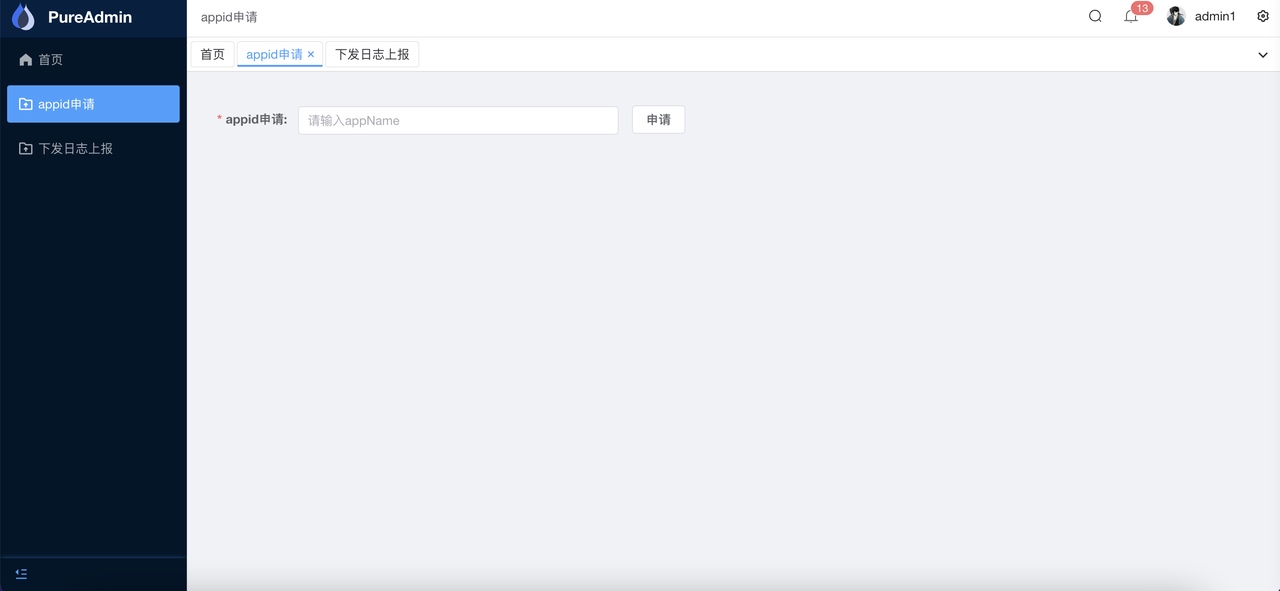 PureAdmin
首页
appid申请
下发日志上报
appid申请
13
admin1
首页 appid申请 × 下发日志上报
* appid申请: 请输入appName 申请